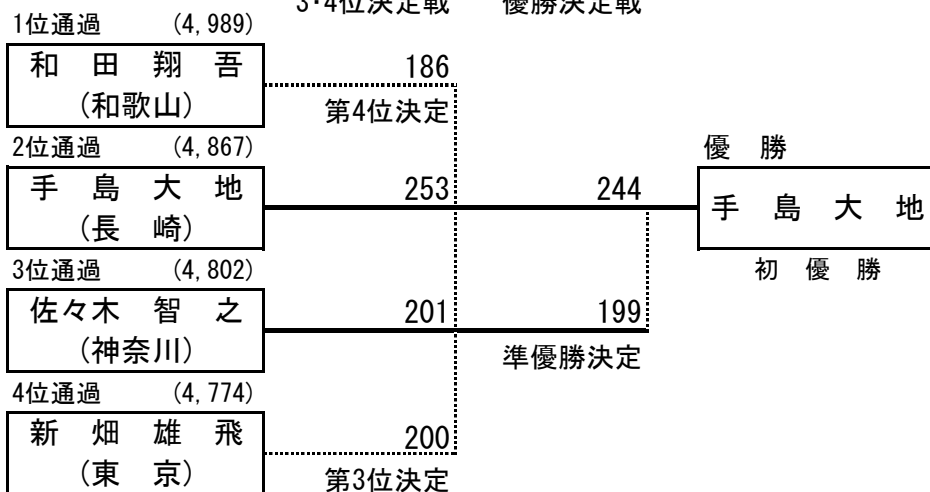 3・4位決定戦 優勝決定戦
1位通過 (4,989)
和田翔吾 186
(和歌山) 第4位決定
2位通過 (4,867) 優 勝
手島大地 253 244 手島大地
(長 崎)
3位通過 (4,802) 初優勝
佐々木智之 201 199
(神奈川) 準優勝決定
4位通過 (4,774)
新畑雄飛 200
(東 京) 第3位決定